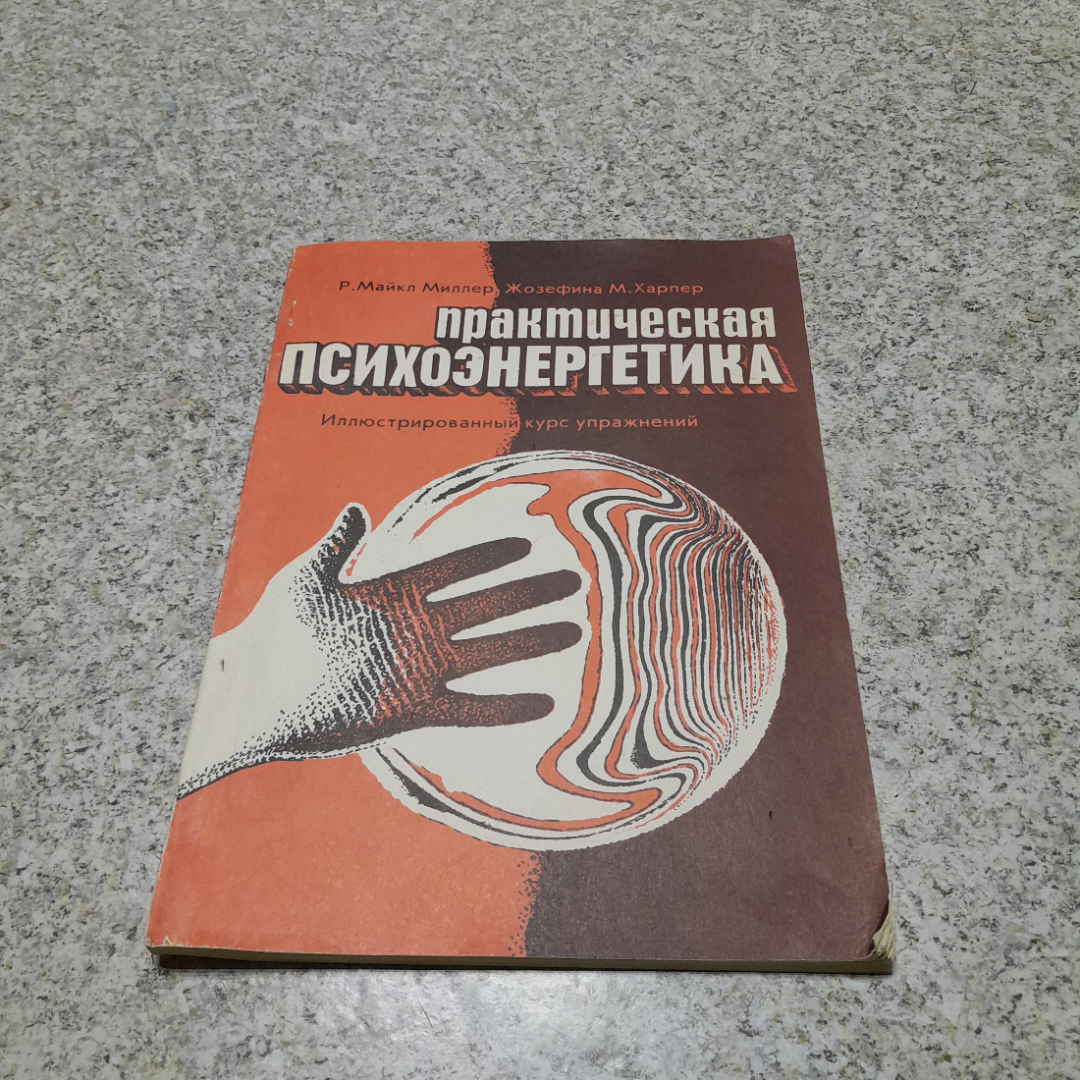 Р. Майкл Миллер, Жозефина М. Харпер
практическая
ПСИХОЭНЕРГЕТИКА
Иллюстрированный курс упражнений